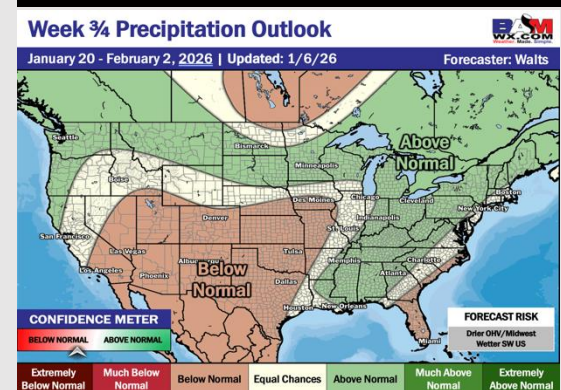 Week ¾ Precipitation Outlook
BAM
WX.COM
Weather. Made. Simple.
January 20 - February 2, 2026 | Updated: 1/6/26
Forecaster: Walts
Seattle
Bismarck
Above
Normal
Minneapolis
Boise
Boston
Des Moines
Chicago
Cleveland
New York City
Denver
Indianapolis
San Francisco
St. Louis
Las Vegas
Tulsa
Charlotte
Los Angeles
Memphis
Phoenix
Below
Normal
Atlanta
Dallas
Houston
New Orleans
Miami
CONFIDENCE METER
BELOW NORMAL
ABOVE NORMAL
FORECAST RISK
Drier OHV/Midwest
Wetter SW US
Extremely
Below Normal
Much Below
Normal
Below Normal
Equal Chances
Above Normal
Much Above
Normal
Extremely
Above Normal